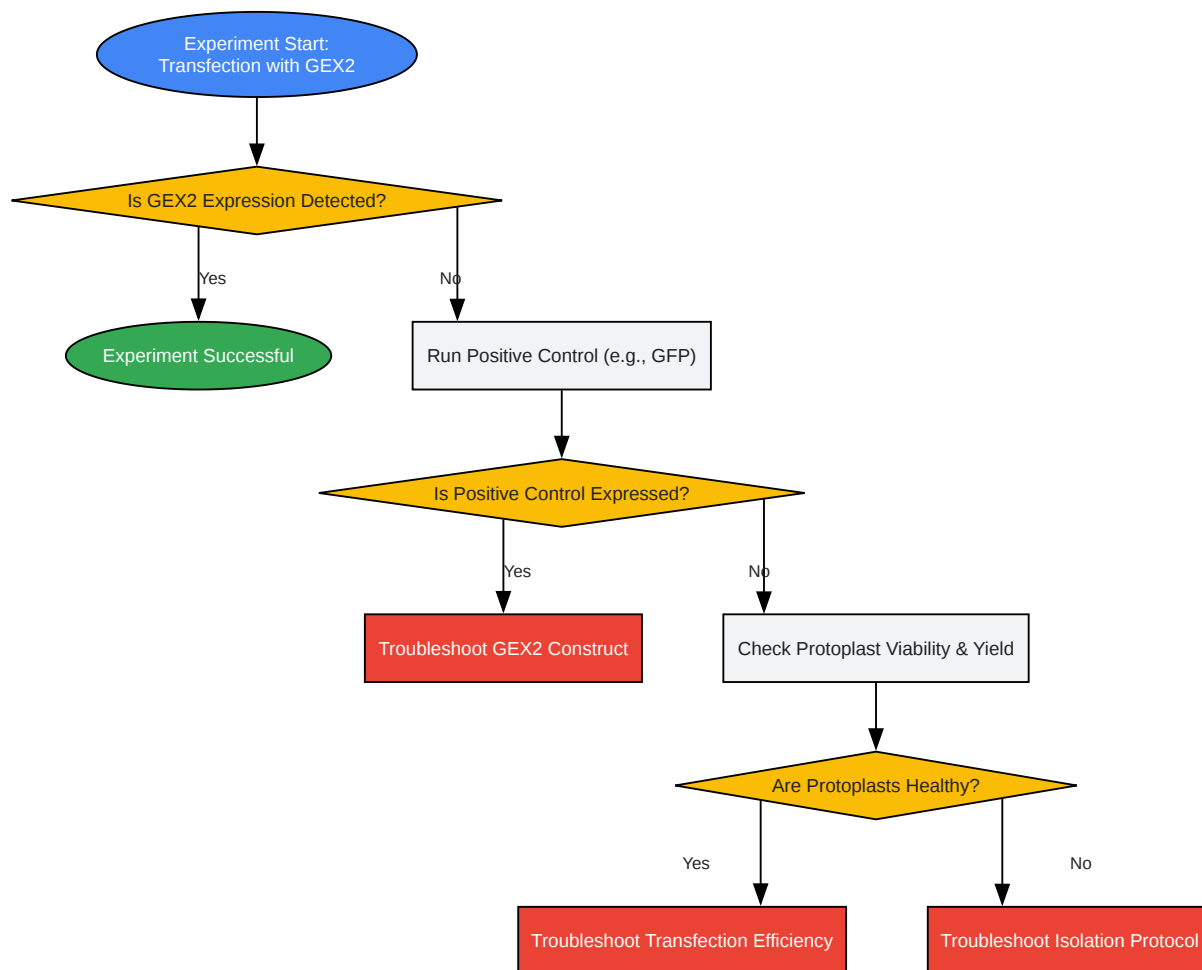 Experiment Start:
Transfection with GEX2
Is GEX2 Expression Detected?
Yes
No
Experiment Successful
Run Positive Control (e.g., GFP)
Is Positive Control Expressed?
Yes
No
Troubleshoot GEX2 Construct
Check Protoplast Viability & Yield
Are Protoplasts Healthy?
Yes
No
Troubleshoot Transfection Efficiency
Troubleshoot Isolation Protocol